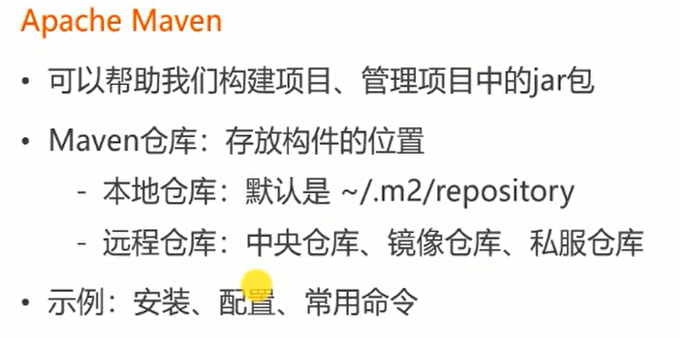 Apache Maven
• 可以帮助我们构建项目、管理项目中的jar包
• Maven仓库：存放构件的位置
- 本地仓库：默认是 ~/.m2/repository
- 远程仓库：中央仓库、镜像仓库、私服仓库
• 示例：安装、配置、常用命令